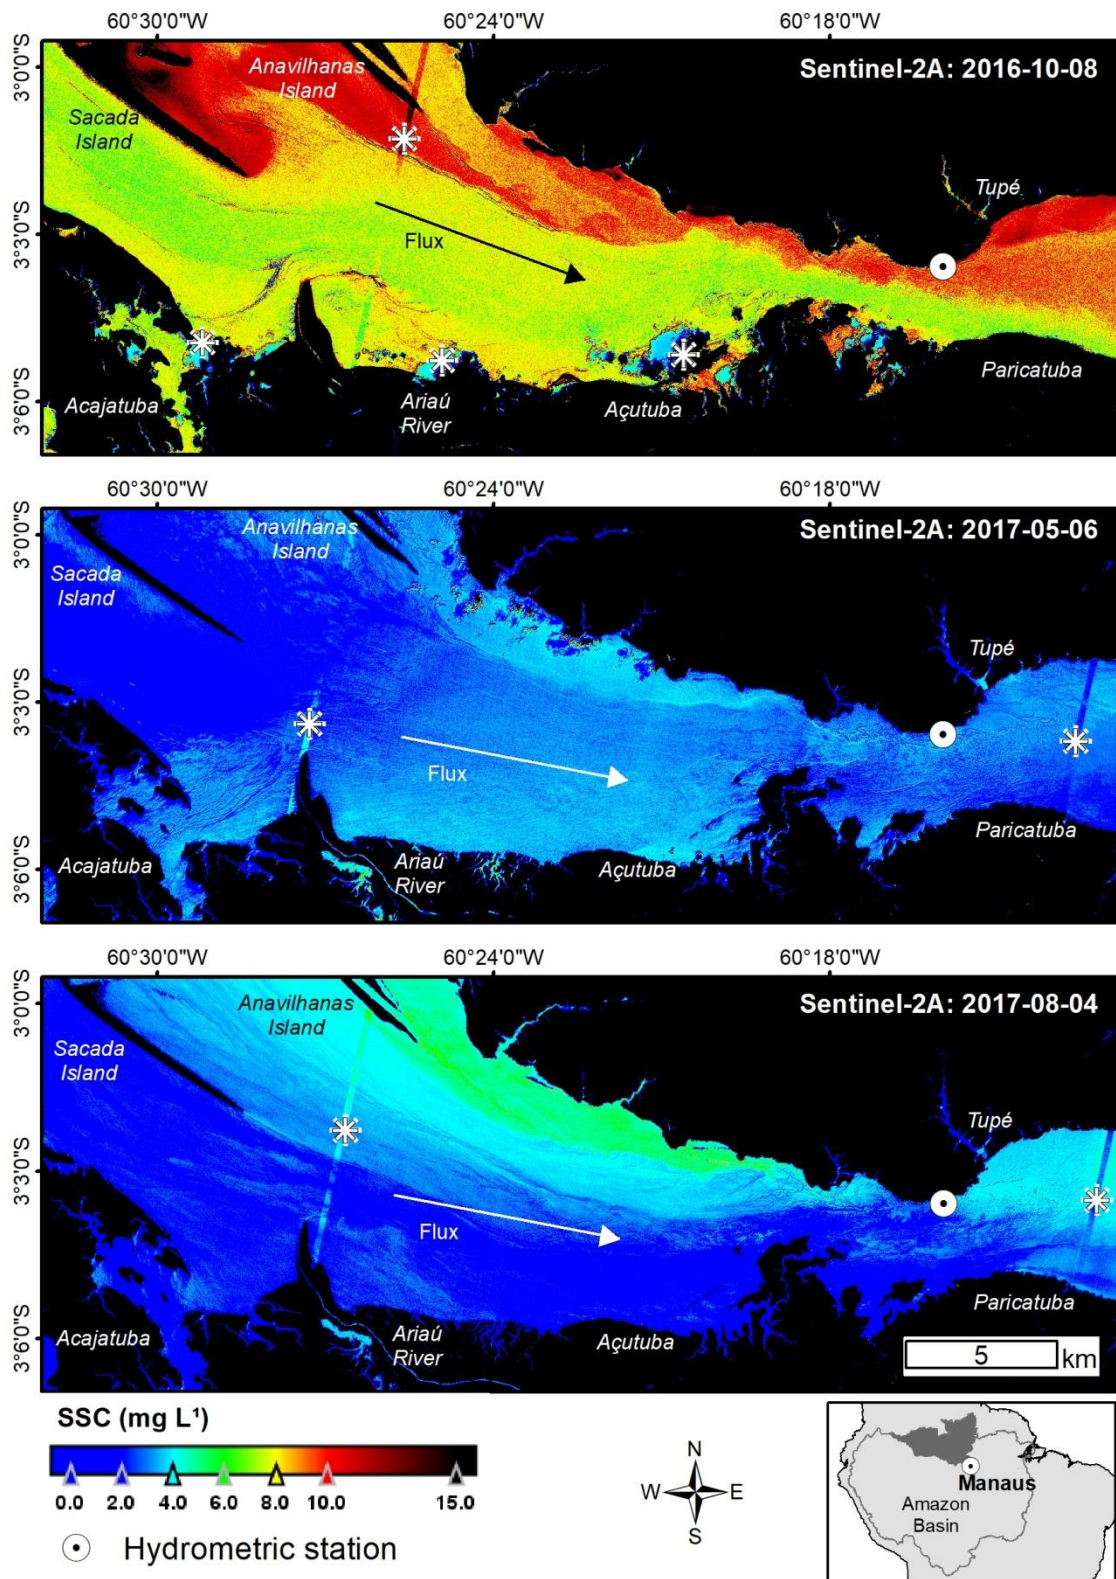 60°30'0"W 60°24'0"W 60°18'0"W
3°0'0"S
Sentinel-2A: 2016-10-08
Anavilhanas
Island
Sacada
Island
Tupé
3°3'0"S
Flux
Paricatuba
3°6'0"S
Acajatuba
Ariaú
River
Açutuba
60°30'0"W 60°24'0"W 60°18'0"W
3°0'0"S
Sentinel-2A: 2017-05-06
Anavilhanas
Island
Sacada
Island
Tupé
3°3'0"S
Flux
Paricatuba
3°6'0"S
Acajatuba
Ariaú
River
Açutuba
60°30'0"W 60°24'0"W 60°18'0"W
3°0'0"S
Sentinel-2A: 2017-08-04
Anavilhanas
Island
Sacada
Island
Tupé
3°3'0"S
Flux
Paricatuba
3°6'0"S
Acajatuba
Ariaú
River
Açutuba
5 km
SSC (mg L¹)
0.0 2.0 4.0 6.0 8.0 10.0 15.0
Hydrometric station
N
W E
S
Manaus
Amazon
Basin